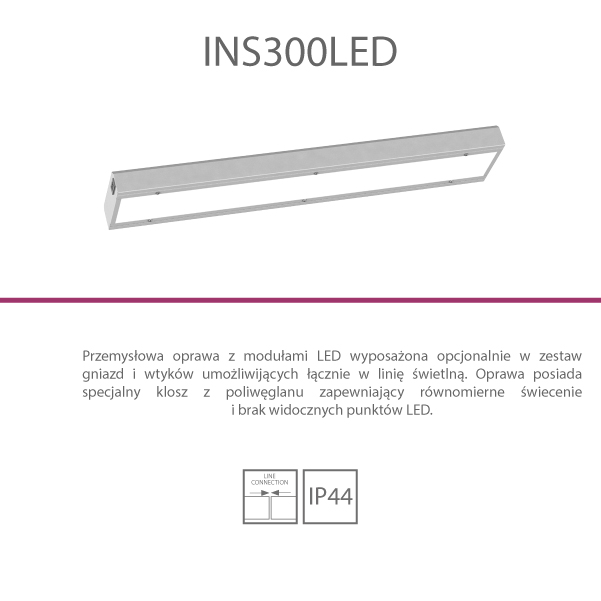 INS300LED
Przemysłowa oprawa z modułami LED wyposażona opcjonalnie w zestaw
gniazd i wtyków umożliwijących łącznie w linię świetlną. Oprawa posiada
specjalny klosz z poliwęglanu zapewniający równomierne świecenie
i brak widocznych punktów LED.
LINE
CONNECTION
IP44